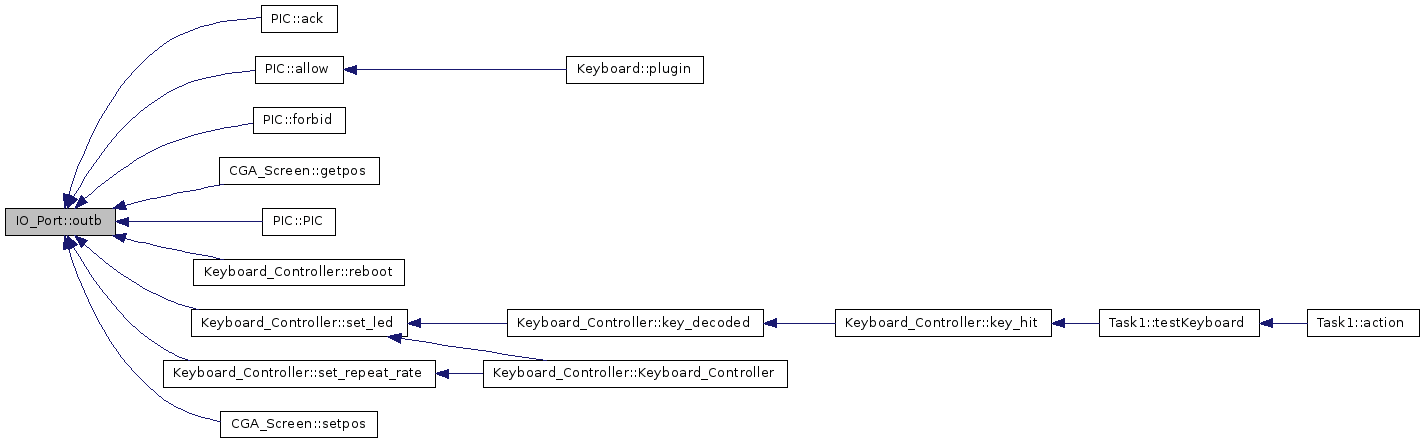 PIC::ack
PIC::allow
Keyboard::plugin
PIC::forbid
CGA_Screen::getpos
IO_Port::outb
PIC::PIC
Keyboard_Controller::reboot
Keyboard_Controller::set_led
Keyboard_Controller::key_decoded
Keyboard_Controller::key_hit
Task1::testKeyboard
Task1::action
Keyboard_Controller::set_repeat_rate
Keyboard_Controller::Keyboard_Controller
CGA_Screen::setpos